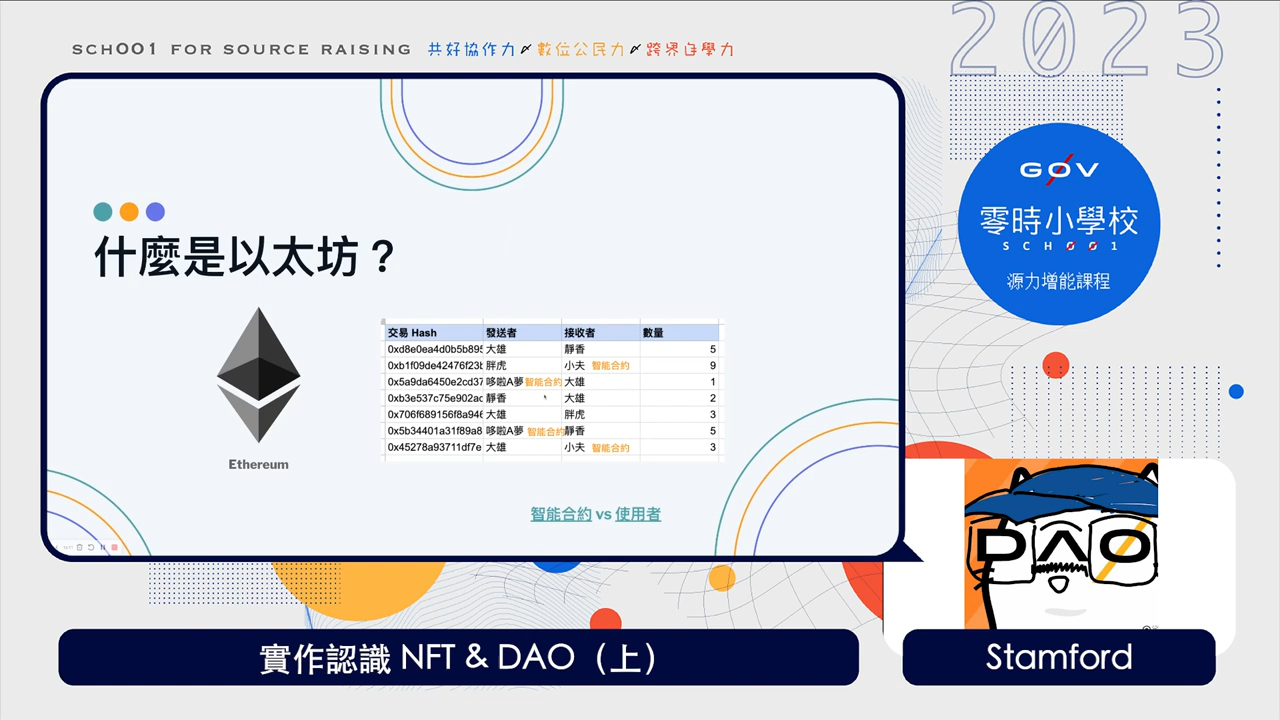 SCH001 FOR SOURCE RAISING 共好協作力 數位公民力 跨界自學力
2023
G0V
零時小學校
SCH001
源力增能課程
什麼是以太坊？
Ethereum
交易 Hash 發送者 接收者 數量
0xd8e0ea4d0b5b895 大雄 靜香 5
0xb1f09de42476f23b 胖虎 小夫 智能合約 9
0x5a9da6450e2cd37 哆啦A夢 智能合約 大雄 1
0xb3e537c75e902ac 靜香 大雄 2
0x706f689156f8a946 大雄 胖虎 3
0x5b34401a31f89a8 哆啦A夢 智能合約 靜香 5
0x45278a93711df7e 大雄 小夫 智能合約 3
智能合約 vs 使用者
DAO
實作認識 NFT & DAO（上）
Stamford